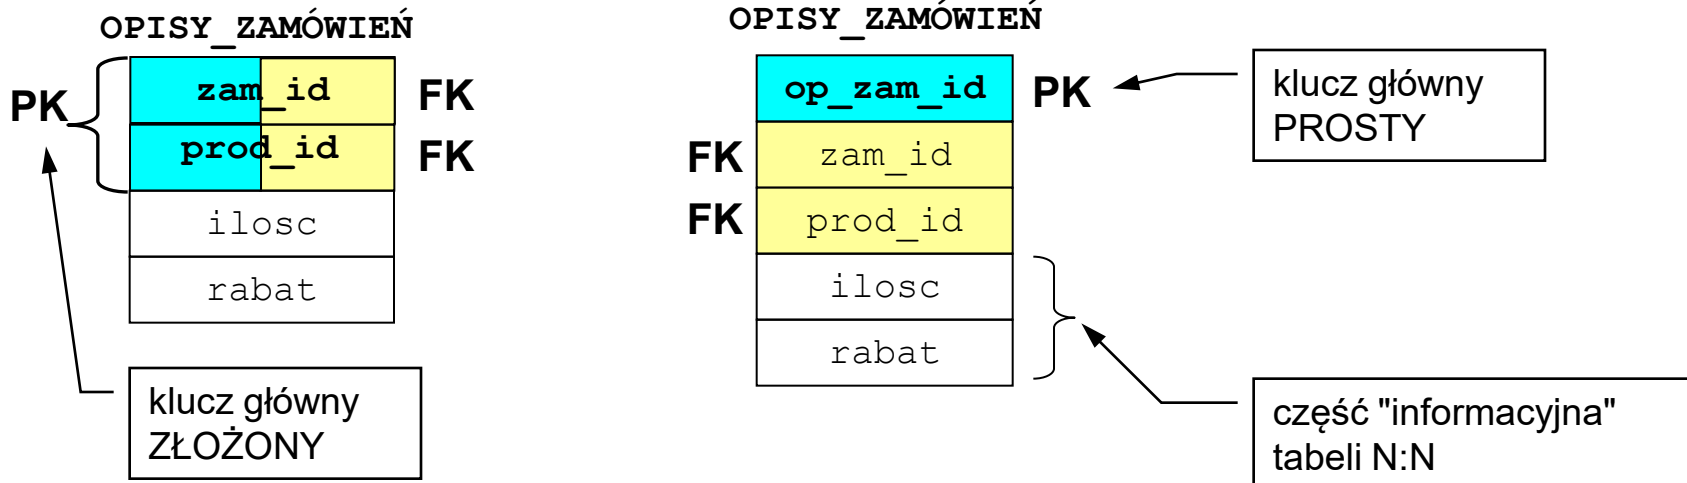 OPISY_ZAMÓWIEŃ
PK
zam_id FK
prod_id FK
ilosc
rabat
klucz główny
ZŁOŻONY
OPISY_ZAMÓWIEŃ
op_zam_id PK
FK zam_id
FK prod_id
ilosc
rabat
klucz główny
PROSTY
część "informacyjna"
tabeli N:N